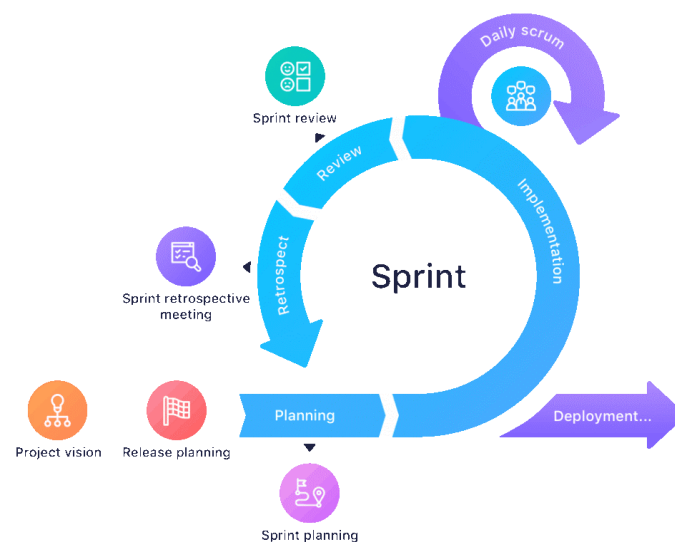 Daily scrum
Sprint review
Review
Implementation
Retrospect
Sprint
Sprint retrospective
meeting
Planning
Deployment...
Project vision
Release planning
Sprint planning